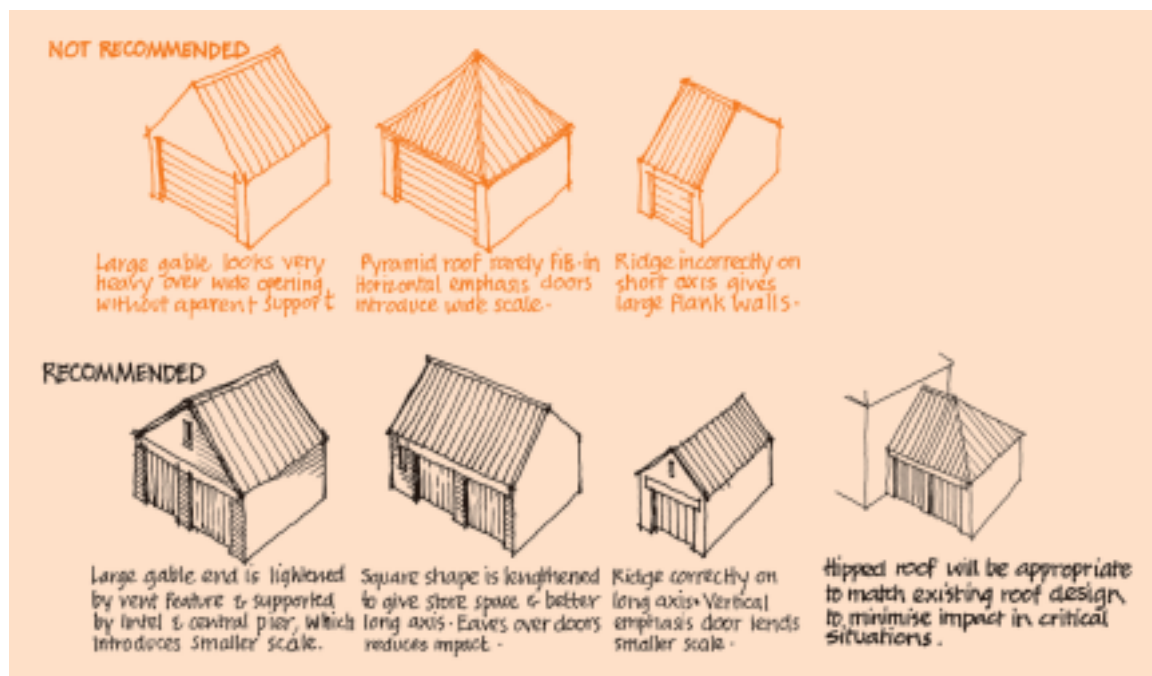 NOT RECOMMENDED
Large gable looks very
heavy over wide opening
without aparent support
Pyramid roof rarely fits-in
Horizontal emphasis doors
introduce wide scale.
Ridge incorrectly on
short axis gives
large flank walls.
RECOMMENDED
Large gable end is lightened
by vent feature & supported
by lintel & central pier, which
introduces smaller scale.
Square shape is lengthened
to give store space & better
long axis. Eaves over doors
reduces impact.
Ridge correctly on
long axis. Vertical
emphasis door lends
smaller scale.
Hipped roof will be appropriate
to match existing roof design,
to minimise impact in critical
situations.